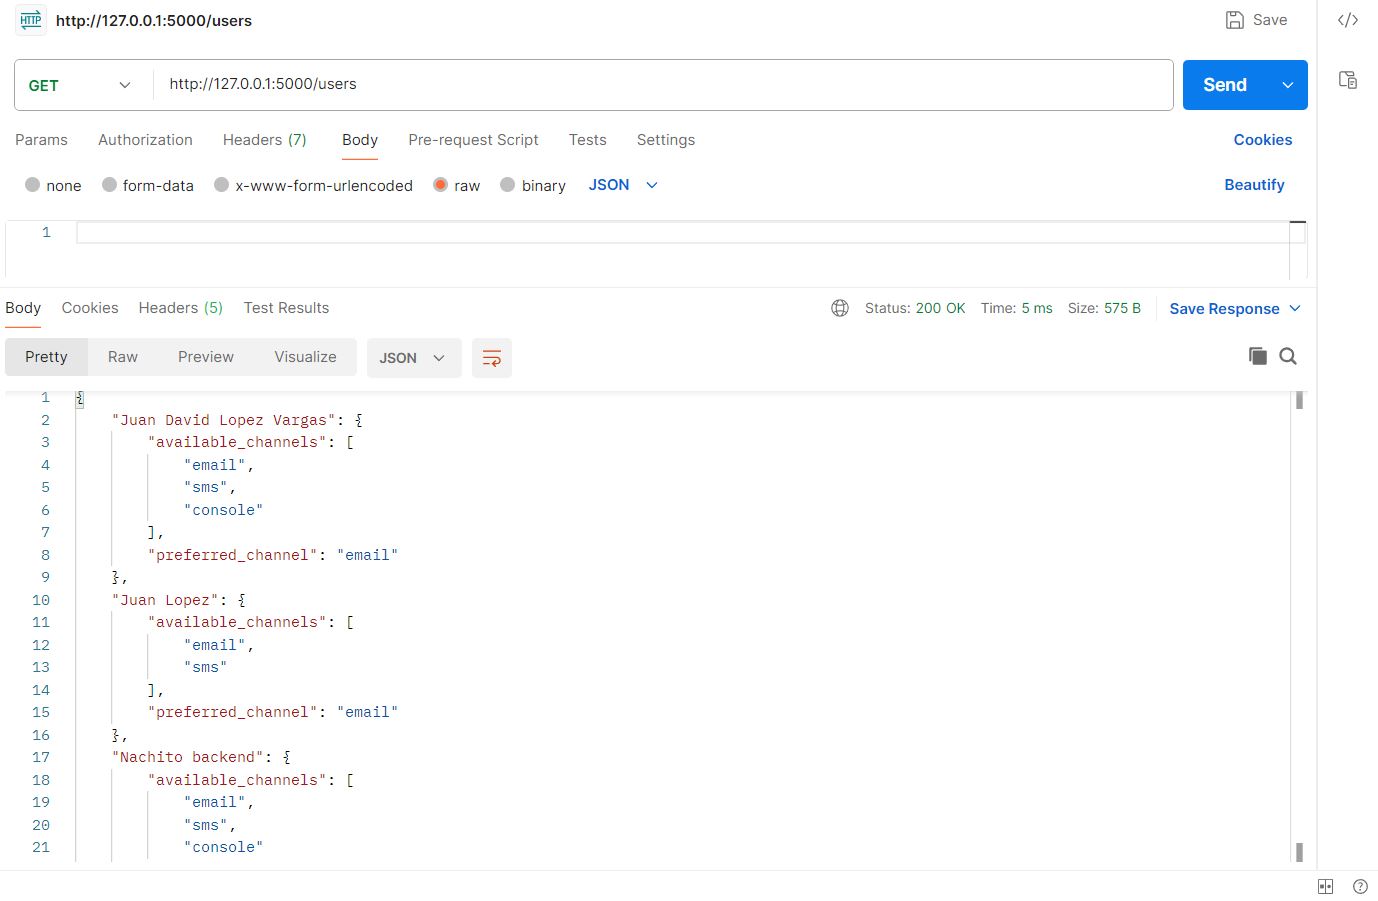 HTTP http://127.0.0.1:5000/users Save
GET http://127.0.0.1:5000/users Send
Params Authorization Headers (7) Body Pre-request Script Tests Settings Cookies
none form-data x-www-form-urlencoded raw binary JSON Beautify
1
Body Cookies Headers (5) Test Results Status: 200 OK Time: 5 ms Size: 575 B Save Response
Pretty Raw Preview Visualize JSON
1 {
2 "Juan David Lopez Vargas": {
3 "available_channels": [
4 "email",
5 "sms",
6 "console"
7 ],
8 "preferred_channel": "email"
9 },
10 "Juan Lopez": {
11 "available_channels": [
12 "email",
13 "sms"
14 ],
15 "preferred_channel": "email"
16 },
17 "Nachito backend": {
18 "available_channels": [
19 "email",
20 "sms",
21 "console"